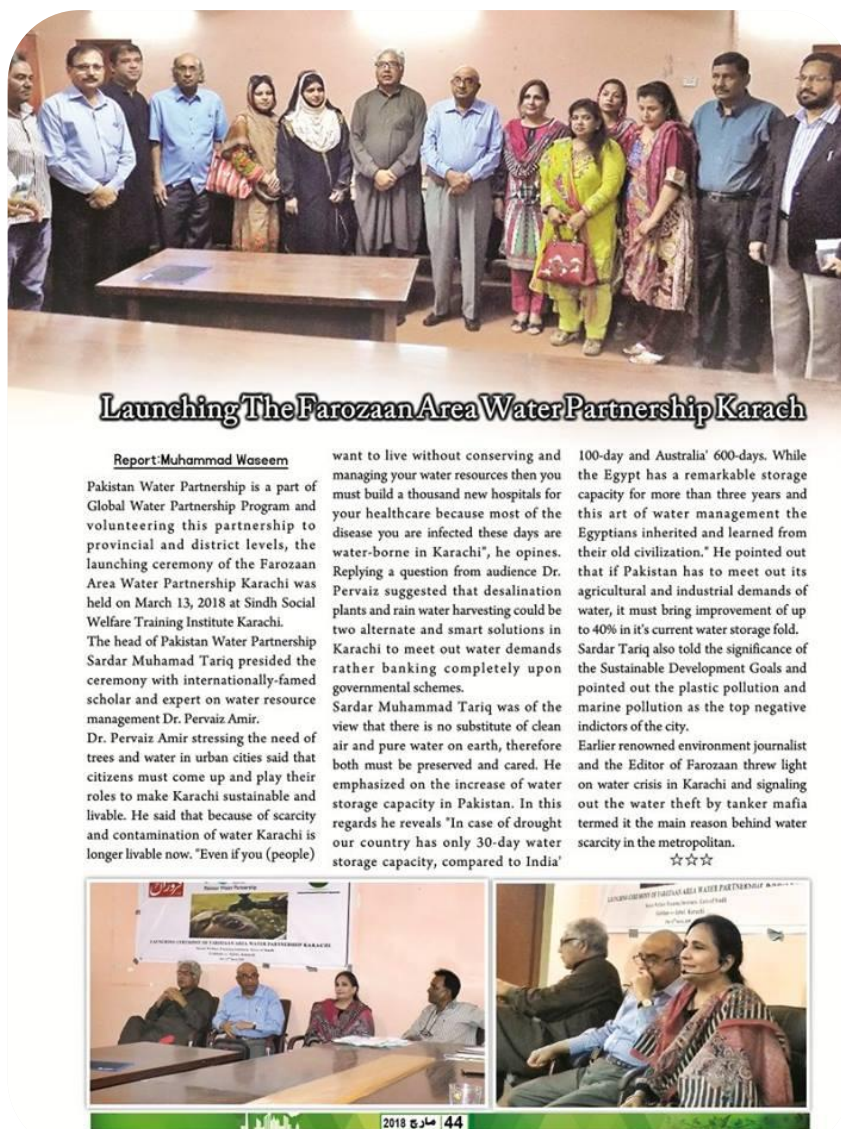 Launching The Farozaan Area Water Partnership Karach
Report:Muhammad Waseem
Pakistan Water Partnership is a part of
Global Water Partnership Program and
volunteering this partnership to
provincial and district levels, the
launching ceremony of the Farozaan
Area Water Partnership Karachi was
held on March 13, 2018 at Sindh Social
Welfare Training Institute Karachi.
The head of Pakistan Water Partnership
Sardar Muhamad Tariq presided the
ceremony with internationally-famed
scholar and expert on water resource
management Dr. Pervaiz Amir.
Dr. Pervaiz Amir stressing the need of
trees and water in urban cities said that
citizens must come up and play their
roles to make Karachi sustainable and
livable. He said that because of scarcity
and contamination of water Karachi is
longer livable now. "Even if you (people)
want to live without conserving and
managing your water resources then you
must build a thousand new hospitals for
your healthcare because most of the
disease you are infected these days are
water-borne in Karachi", he opines.
Replying a question from audience Dr.
Pervaiz suggested that desalination
plants and rain water harvesting could be
two alternate and smart solutions in
Karachi to meet out water demands
rather banking completely upon
governmental schemes.
Sardar Muhammad Tariq was of the
view that there is no substitute of clean
air and pure water on earth, therefore
both must be preserved and cared. He
emphasized on the increase of water
storage capacity in Pakistan. In this
regards he reveals "In case of drought
our country has only 30-day water
storage capacity, compared to India'
100-day and Australia' 600-days. While
the Egypt has a remarkable storage
capacity for more than three years and
this art of water management the
Egyptians inherited and learned from
their old civilization." He pointed out
that if Pakistan has to meet out its
agricultural and industrial demands of
water, it must bring improvement of up
to 40% in it's current water storage fold.
Sardar Tariq also told the significance of
the Sustainable Development Goals and
pointed out the plastic pollution and
marine pollution as the top negative
indictors of the city.
Earlier renowned environment journalist
and the Editor of Farozaan threw light
on water crisis in Karachi and signaling
out the water theft by tanker mafia
termed it the main reason behind water
scarcity in the metropolitan.
☆☆☆
فروزاں
LAUNCHING CEREMONY OF FAROZAAN AREA WATER PARTNERSHIP KARACHI
LAUNCHING CEREMONY OF FAROZAAN AREA WATER PARTNERSHIP
44 مارچ 2018